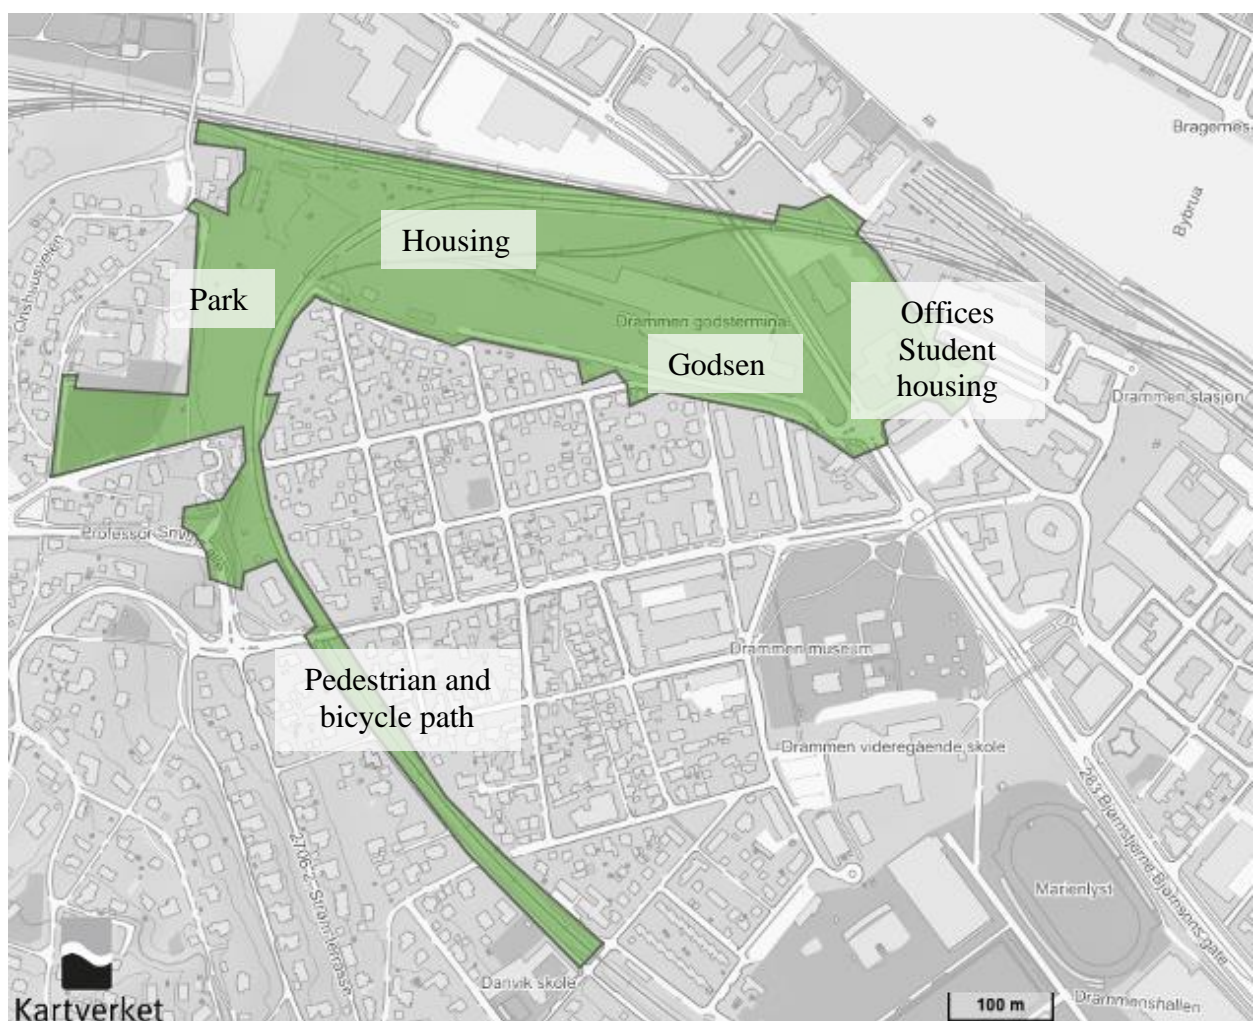 Bragernes
Bybrua
Housing
Park
Drammen godsterminal
Offices
Student
housing
Godsen
Drammen stasjon
Professor Smi
Drammen museum
Pedestrian and
bicycle path
Drammen videregående skole
283 Bjørnstjerne Bjørnsons gate
Marienlyst
Danvik skole
Kartverket
100 m
Drammenshallen